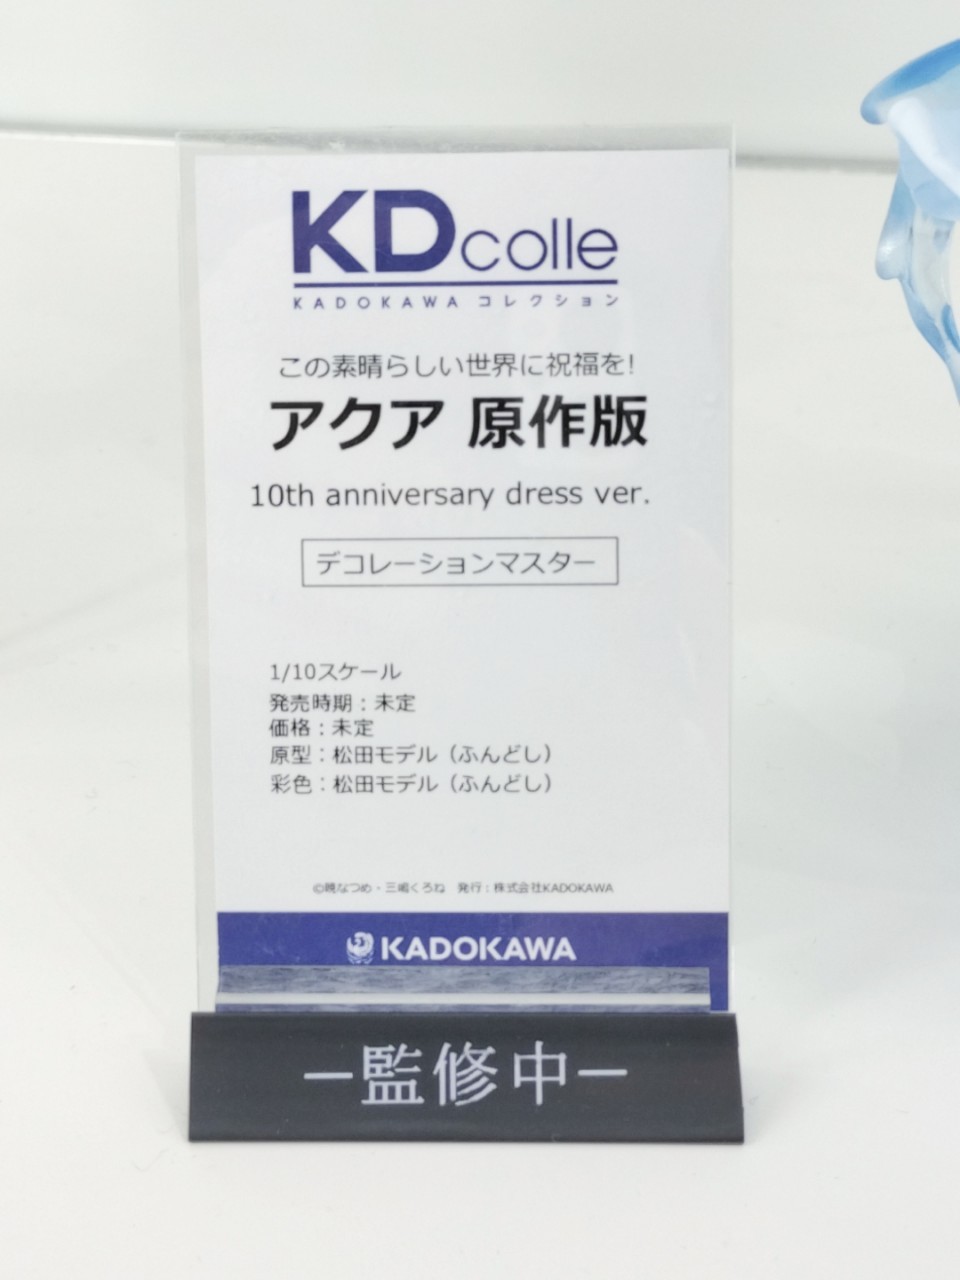 KDcolle
KADOKAWA コレクション
この素晴らしい世界に祝福を!
アクア 原作版
10th anniversary dress ver.
デコレーションマスター
1/10スケール
発売時期：未定
価格：未定
原型：松田モデル（ふんどし）
彩色：松田モデル（ふんどし）
©暁なつめ・三嶋くろね　発行：株式会社KADOKAWA
KADOKAWA
－監修中－